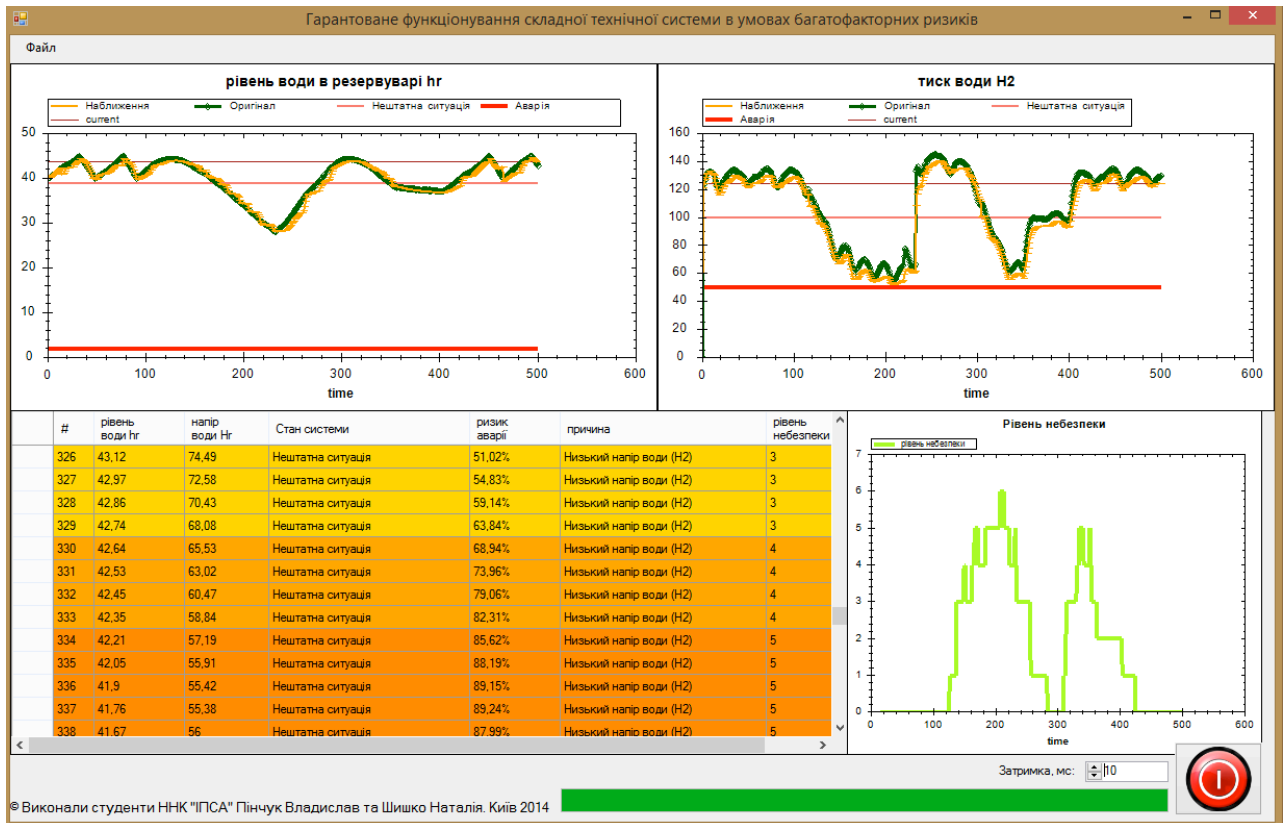 Гарантоване функціонування складної технічної системи в умовах багатофакторних ризиків
Файл
рівень води в резервуварі hr
Наближення Оригінал Нештатна ситуація Аварія
current
50
40
30
20
10
0
0 100 200 300 400 500 600
time
тиск води H2
Наближення Оригінал Нештатна ситуація
Аварія current
160
140
120
100
80
60
40
20
0
0 100 200 300 400 500 600
time
# рівень води hr напір води Hr Стан системи ризик аварії причина рівень небезпеки
326 43,12 74,49 Нештатна ситуація 51,02% Низький напір води (H2) 3
327 42,97 72,58 Нештатна ситуація 54,83% Низький напір води (H2) 3
328 42,86 70,43 Нештатна ситуація 59,14% Низький напір води (H2) 3
329 42,74 68,08 Нештатна ситуація 63,84% Низький напір води (H2) 3
330 42,64 65,53 Нештатна ситуація 68,94% Низький напір води (H2) 4
331 42,53 63,02 Нештатна ситуація 73,96% Низький напір води (H2) 4
332 42,45 60,47 Нештатна ситуація 79,06% Низький напір води (H2) 4
333 42,35 58,84 Нештатна ситуація 82,31% Низький напір води (H2) 4
334 42,21 57,19 Нештатна ситуація 85,62% Низький напір води (H2) 5
335 42,05 55,91 Нештатна ситуація 88,19% Низький напір води (H2) 5
336 41,9 55,42 Нештатна ситуація 89,15% Низький напір води (H2) 5
337 41,76 55,38 Нештатна ситуація 89,24% Низький напір води (H2) 5
338 41,67 56 Нештатна ситуація 87,99% Низький напір води (H2) 5
Рівень небезпеки
рівень небезпеки
7
6
5
4
3
2
1
0
0 100 200 300 400 500 600
time
Затримка, мс: 10
© Виконали студенти ННК "ІПСА" Пінчук Владислав та Шишко Наталія. Київ 2014